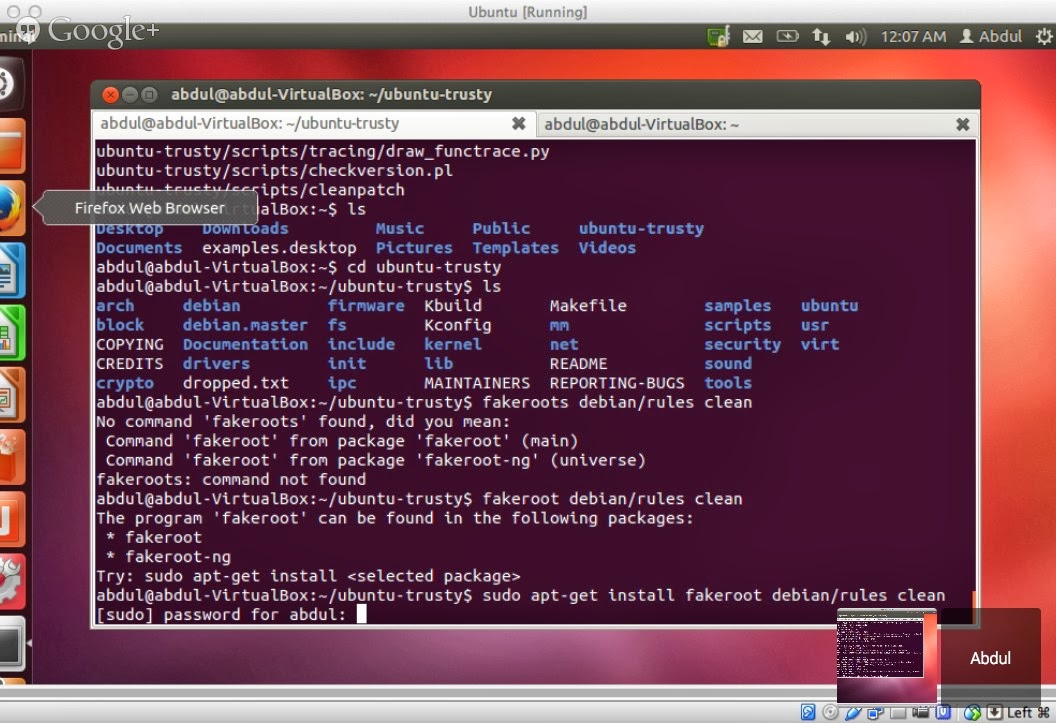 Ubuntu [Running]
Google+
12:07 AM Abdul
abdul@abdul-VirtualBox: ~/ubuntu-trusty
abdul@abdul-VirtualBox: ~/ubuntu-trusty abdul@abdul-VirtualBox: ~
ubuntu-trusty/scripts/tracing/draw_functrace.py
ubuntu-trusty/scripts/checkversion.pl
ubuntu-trusty/scripts/cleanpatch
Firefox Web Browser
:~$ ls
Desktop Downloads Music Public ubuntu-trusty
Documents examples.desktop Pictures Templates Videos
abdul@abdul-VirtualBox:~$ cd ubuntu-trusty
abdul@abdul-VirtualBox:~/ubuntu-trusty$ ls
arch debian firmware Kbuild Makefile samples ubuntu
block debian.master fs Kconfig mm scripts usr
COPYING Documentation include kernel net security virt
CREDITS drivers init lib README sound
crypto dropped.txt ipc MAINTAINERS REPORTING-BUGS tools
abdul@abdul-VirtualBox:~/ubuntu-trusty$ fakeroots debian/rules clean
No command 'fakeroots' found, did you mean:
Command 'fakeroot' from package 'fakeroot' (main)
Command 'fakeroot' from package 'fakeroot-ng' (universe)
fakeroots: command not found
abdul@abdul-VirtualBox:~/ubuntu-trusty$ fakeroot debian/rules clean
The program 'fakeroot' can be found in the following packages:
* fakeroot
* fakeroot-ng
Try: sudo apt-get install <selected package>
abdul@abdul-VirtualBox:~/ubuntu-trusty$ sudo apt-get install fakeroot debian/rules clean
[sudo] password for abdul:
Abdul
Left ⌘